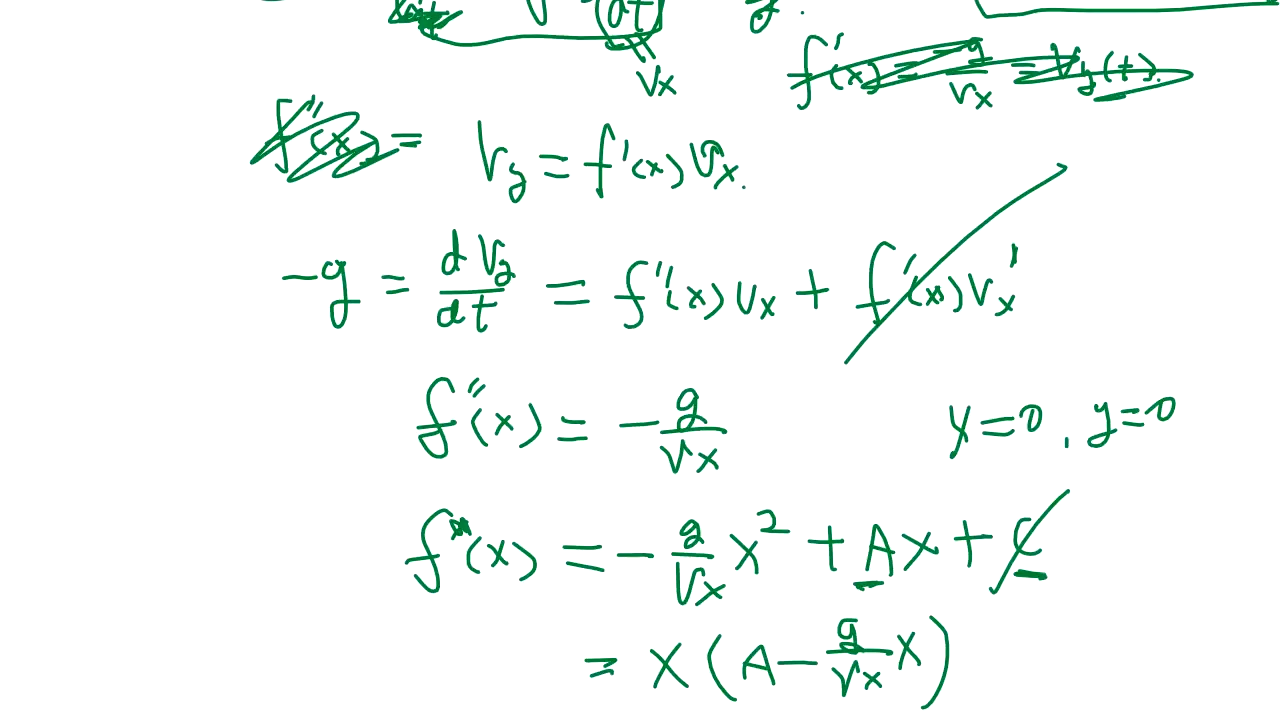 Vx
f'(x) = -g/Vx = Vy(t).
f''(x) =
Vy = f'(x) Vx.
-g = dVy/dt = f''(x) Vx + f''(x) Vx'
f''(x) = - g/Vx
x=0, y=0
f(x) = - g/Vx x² + Ax + C
= x (A - g/Vx x)